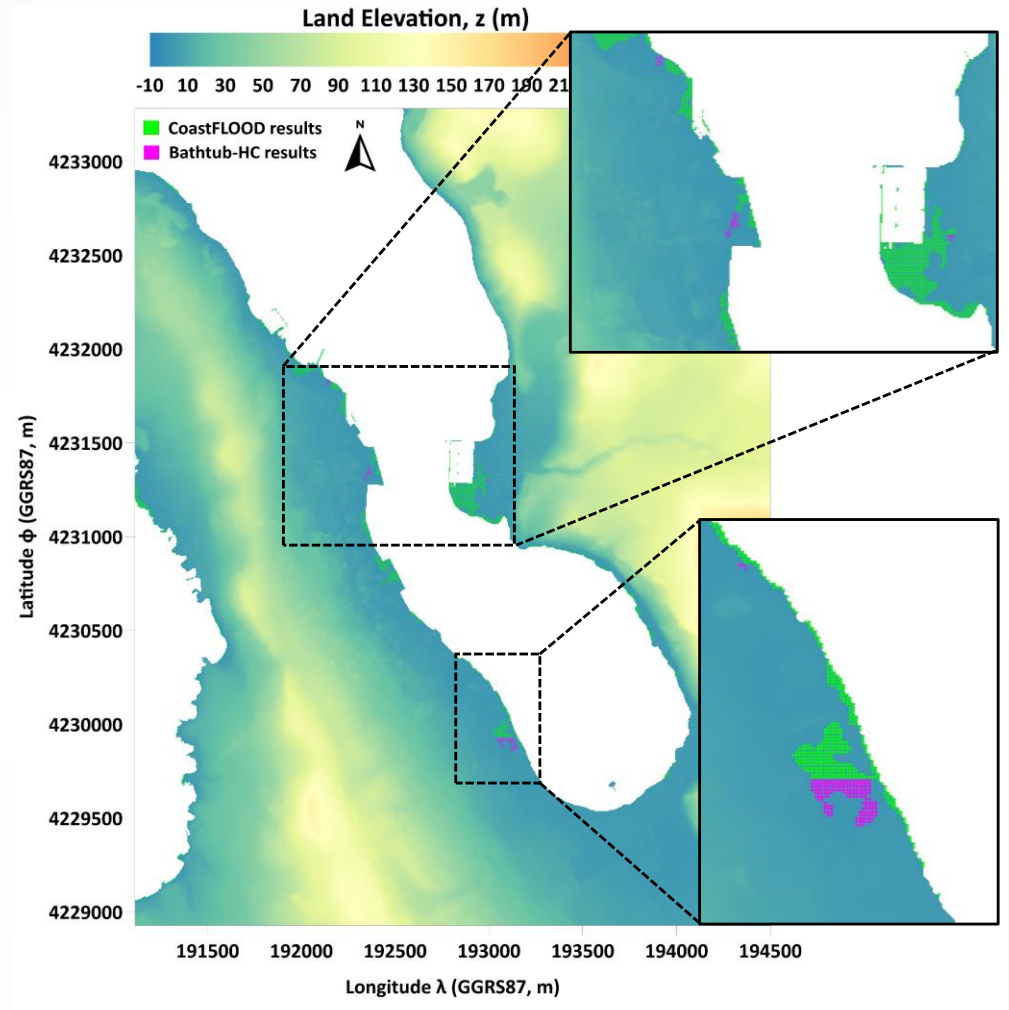 Land Elevation, z (m)
-10 10 30 50 70 90 110 130 150 170 190 21
CoastFLOOD results
Bathtub-HC results
N
4233000
4232500
4232000
4231500
4231000
4230500
4230000
4229500
4229000
Latitude ϕ (GGRS87, m)
191500 192000 192500 193000 193500 194000 194500
Longitude λ (GGRS87, m)